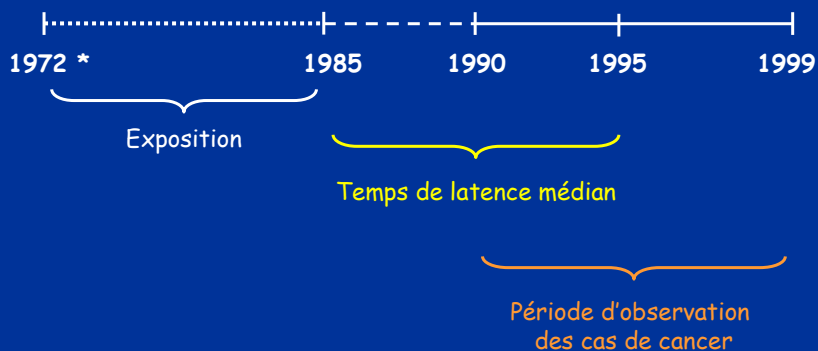 1972 * 1985 1990 1995 1999
Exposition
Temps de latence médian
Période d'observation
des cas de cancer